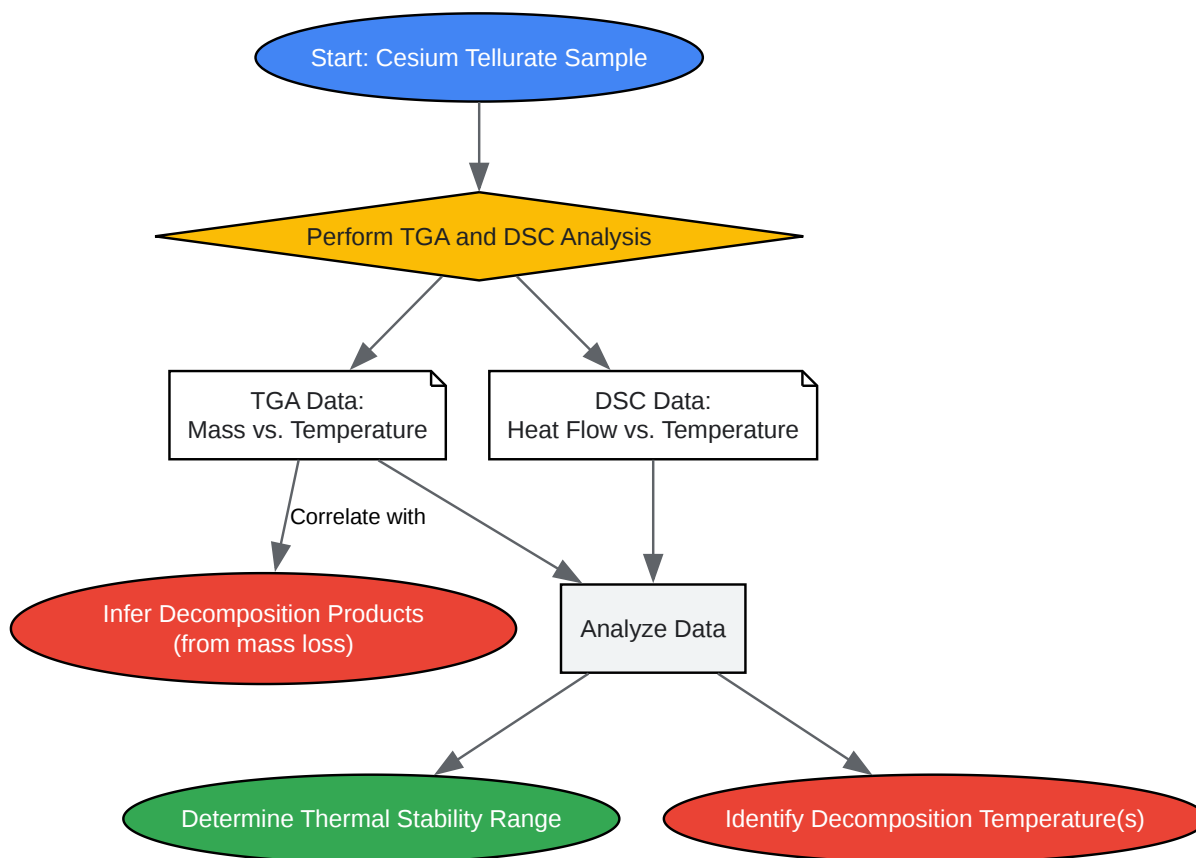 Start: Cesium Tellurate Sample
Perform TGA and DSC Analysis
TGA Data:
Mass vs. Temperature
DSC Data:
Heat Flow vs. Temperature
Correlate with
Infer Decomposition Products
(from mass loss)
Analyze Data
Determine Thermal Stability Range
Identify Decomposition Temperature(s)